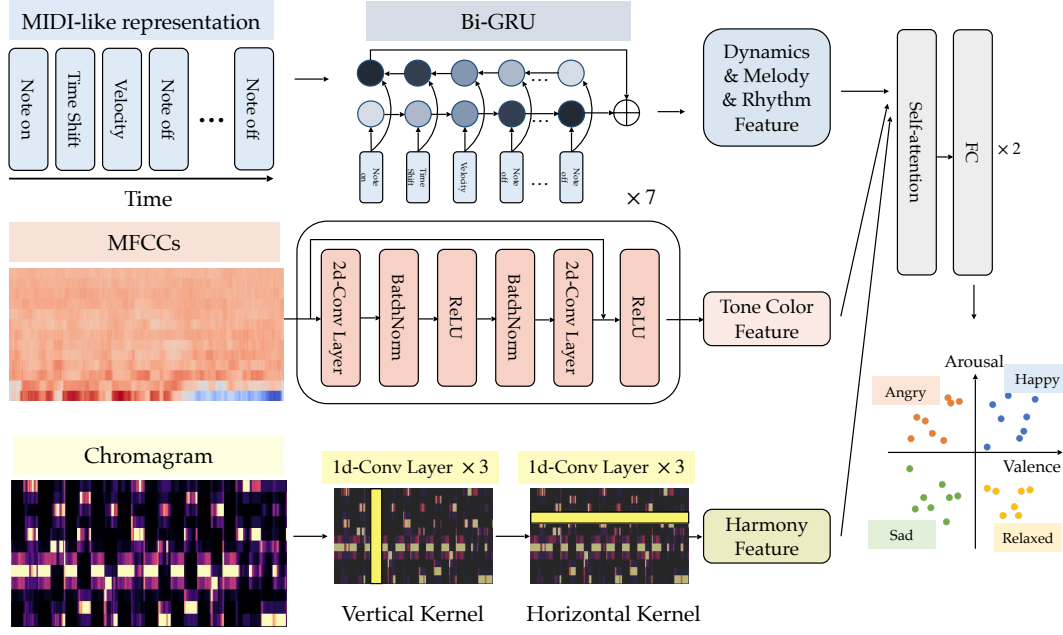 MIDI-like representation
Note on
Time Shift
Velocity
Note off
...
Note off
Time
Bi-GRU
...
...
Note on
Time Shift
Velocity
Note off
...
Note off
× 7
Dynamics
& Melody
& Rhythm
Feature
Self-attention
FC
× 2
MFCCs
2d-Conv Layer
BatchNorm
ReLU
BatchNorm
2d-Conv Layer
ReLU
Tone Color
Feature
Chromagram
1d-Conv Layer × 3
1d-Conv Layer × 3
Vertical Kernel
Horizontal Kernel
Harmony
Feature
Arousal
Angry
Happy
Valence
Sad
Relaxed